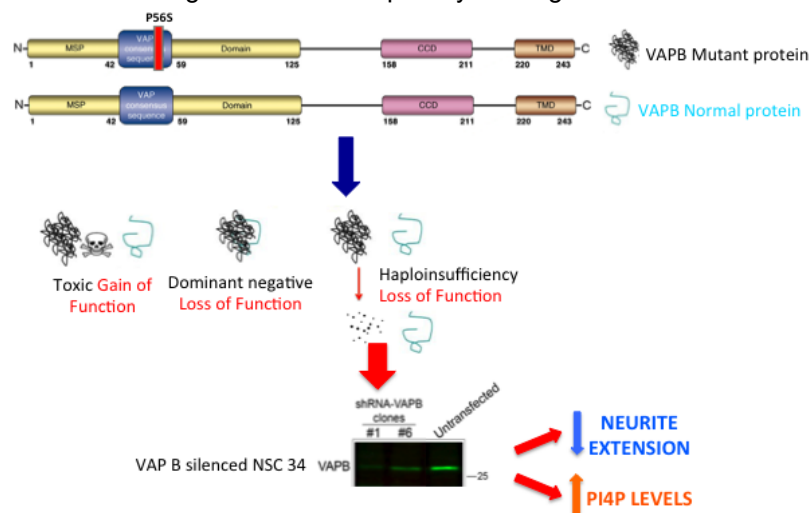 P56S
N- MSP VAP consensus sequence Domain CCD TMD -C
1 42 59 125 158 211 220 243
VAPB Mutant protein
N- MSP VAP consensus sequence Domain CCD TMD -C
1 42 59 125 158 211 220 243
VAPB Normal protein
Toxic Gain of
Function
Dominant negative
Loss of Function
Haploinsufficiency
Loss of Function
shRNA-VAPB
clones
#1 #6 Untransfected
VAP B silenced NSC 34 VAPB —25
NEURITE
EXTENSION
PI4P LEVELS